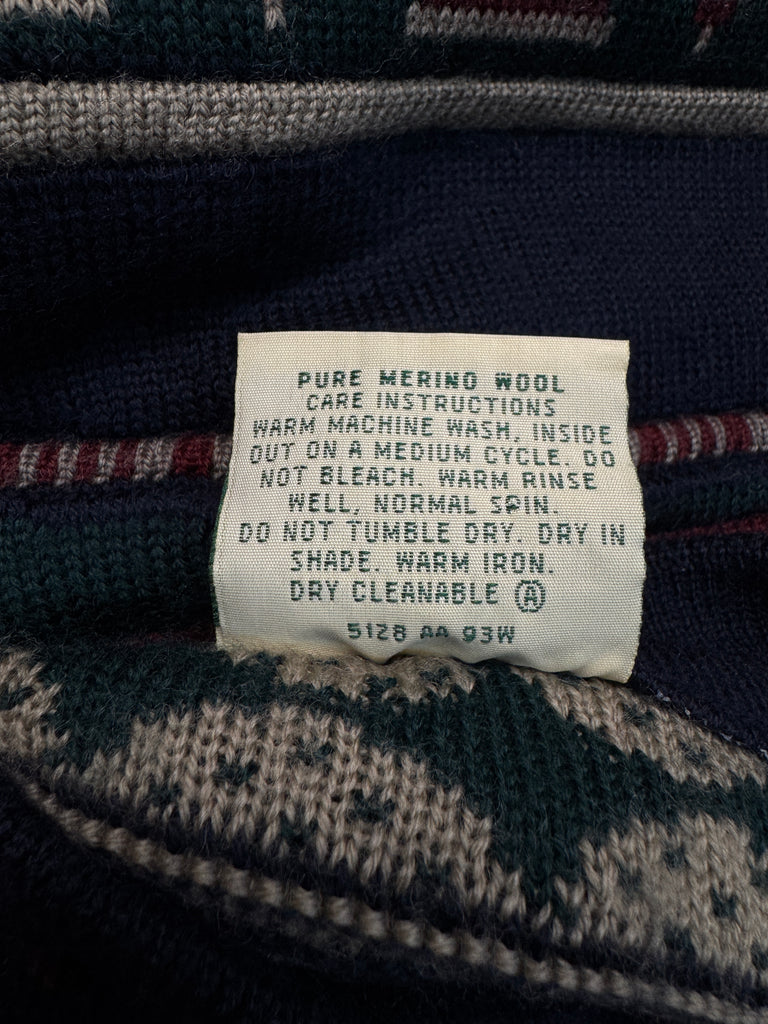 PURE MERINO WOOL
CARE INSTRUCTIONS
WARM MACHINE WASH, INSIDE
OUT ON A MEDIUM CYCLE. DO
NOT BLEACH. WARM RINSE
WELL, NORMAL SPIN.
DO NOT TUMBLE DRY. DRY IN
SHADE. WARM IRON.
DRY CLEANABLE Ⓐ
5128 AA 93W